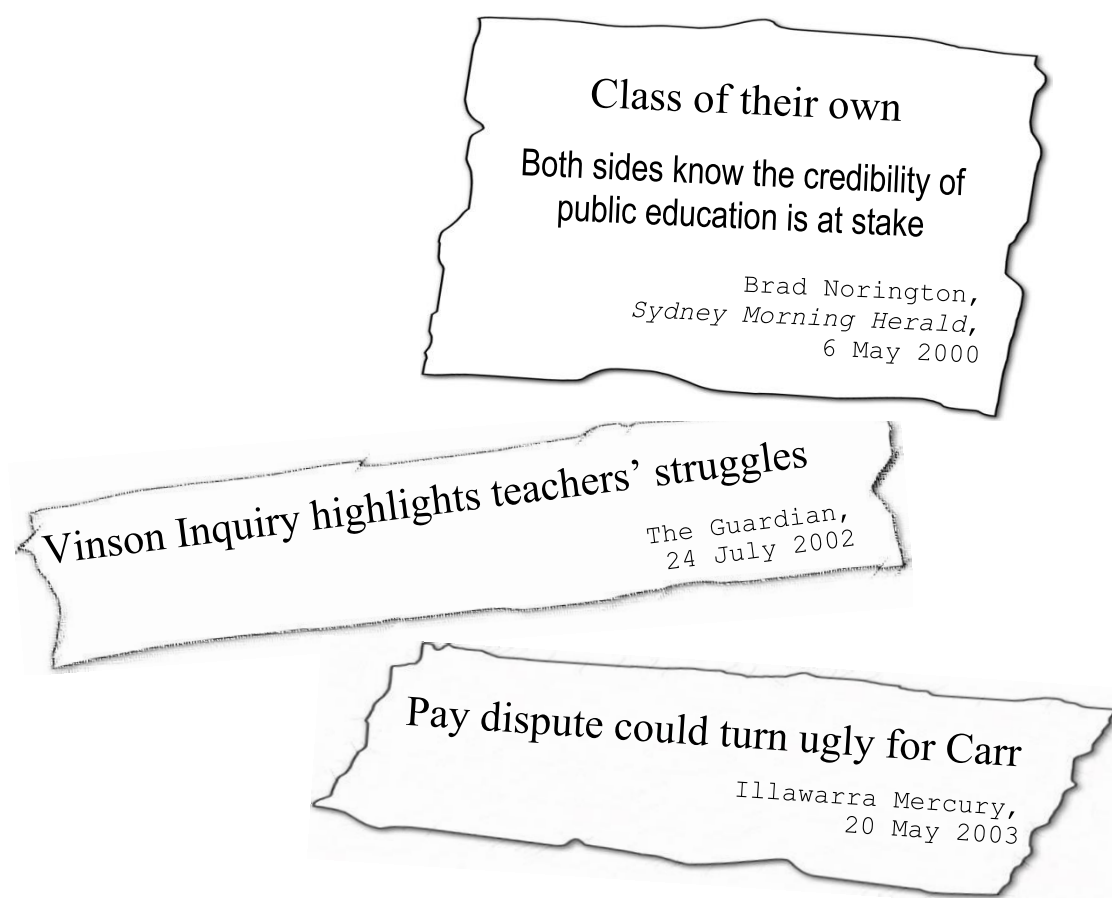 Class of their own
Both sides know the credibility of
public education is at stake
Brad Norington,
Sydney Morning Herald,
6 May 2000
Vinson Inquiry highlights teachers’ struggles
The Guardian,
24 July 2002
Pay dispute could turn ugly for Carr
Illawarra Mercury,
20 May 2003